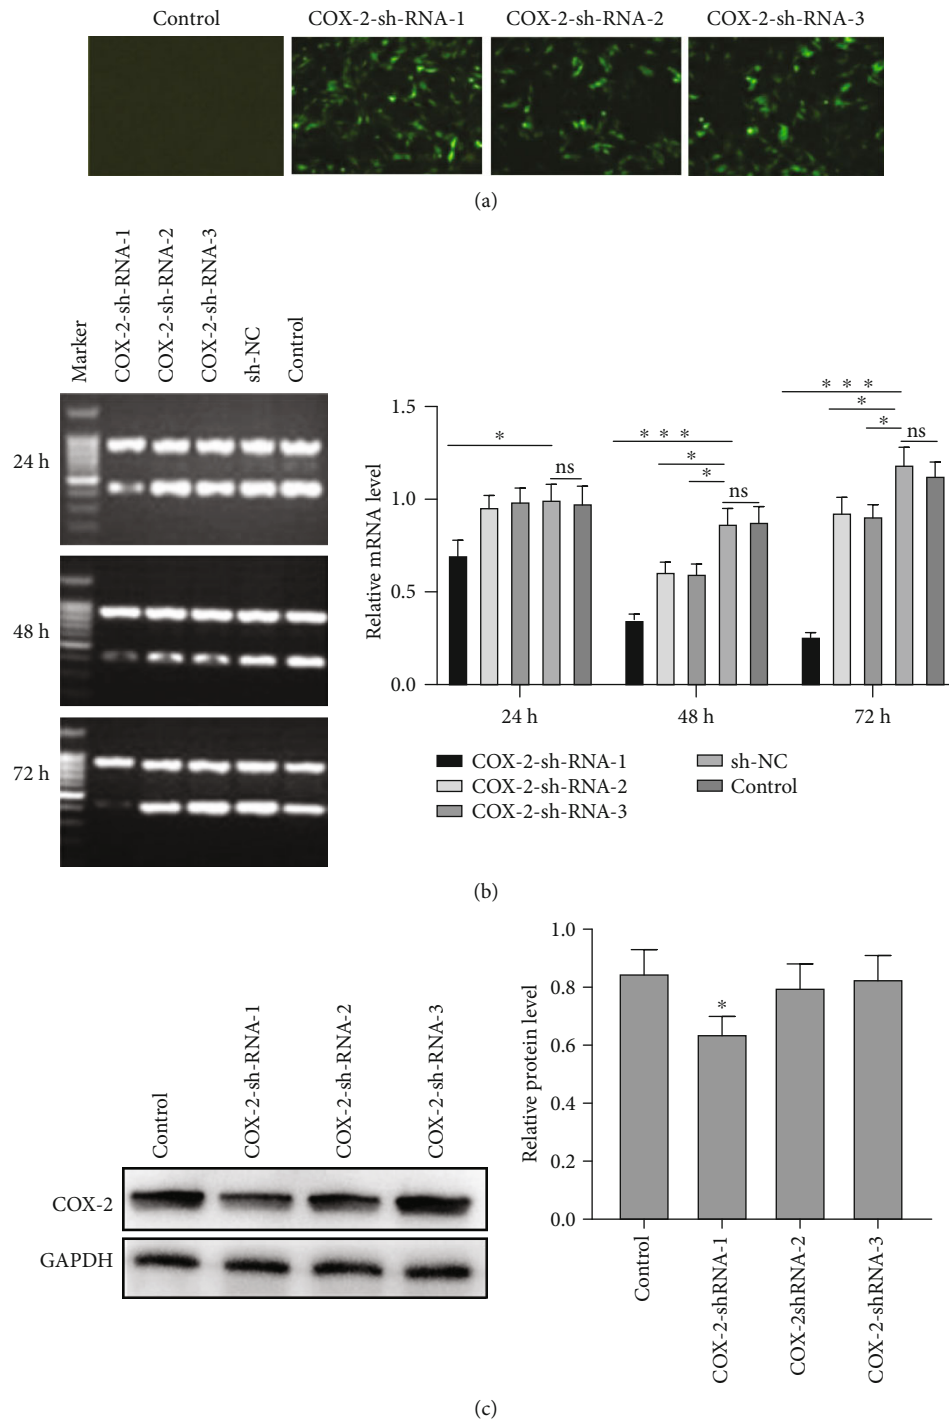 Control COX-2-sh-RNA-1 COX-2-sh-RNA-2 COX-2-sh-RNA-3
(a)
Marker
COX-2-sh-RNA-1
COX-2-sh-RNA-2
COX-2-sh-RNA-3
sh-NC
Control
24 h
48 h
72 h
Relative mRNA level
1.5
1.0
0.5
0.0
*
ns
* * *
*
*
ns
* * *
*
*
ns
24 h 48 h 72 h
COX-2-sh-RNA-1
COX-2-sh-RNA-2
COX-2-sh-RNA-3
sh-NC
Control
(b)
Control
COX-2-sh-RNA-1
COX-2-sh-RNA-2
COX-2-sh-RNA-3
COX-2
GAPDH
Relative protein level
1.0
0.8
0.6
0.4
0.2
0.0
*
Control
COX-2-shRNA-1
COX-2shRNA-2
COX-2-shRNA-3
(c)